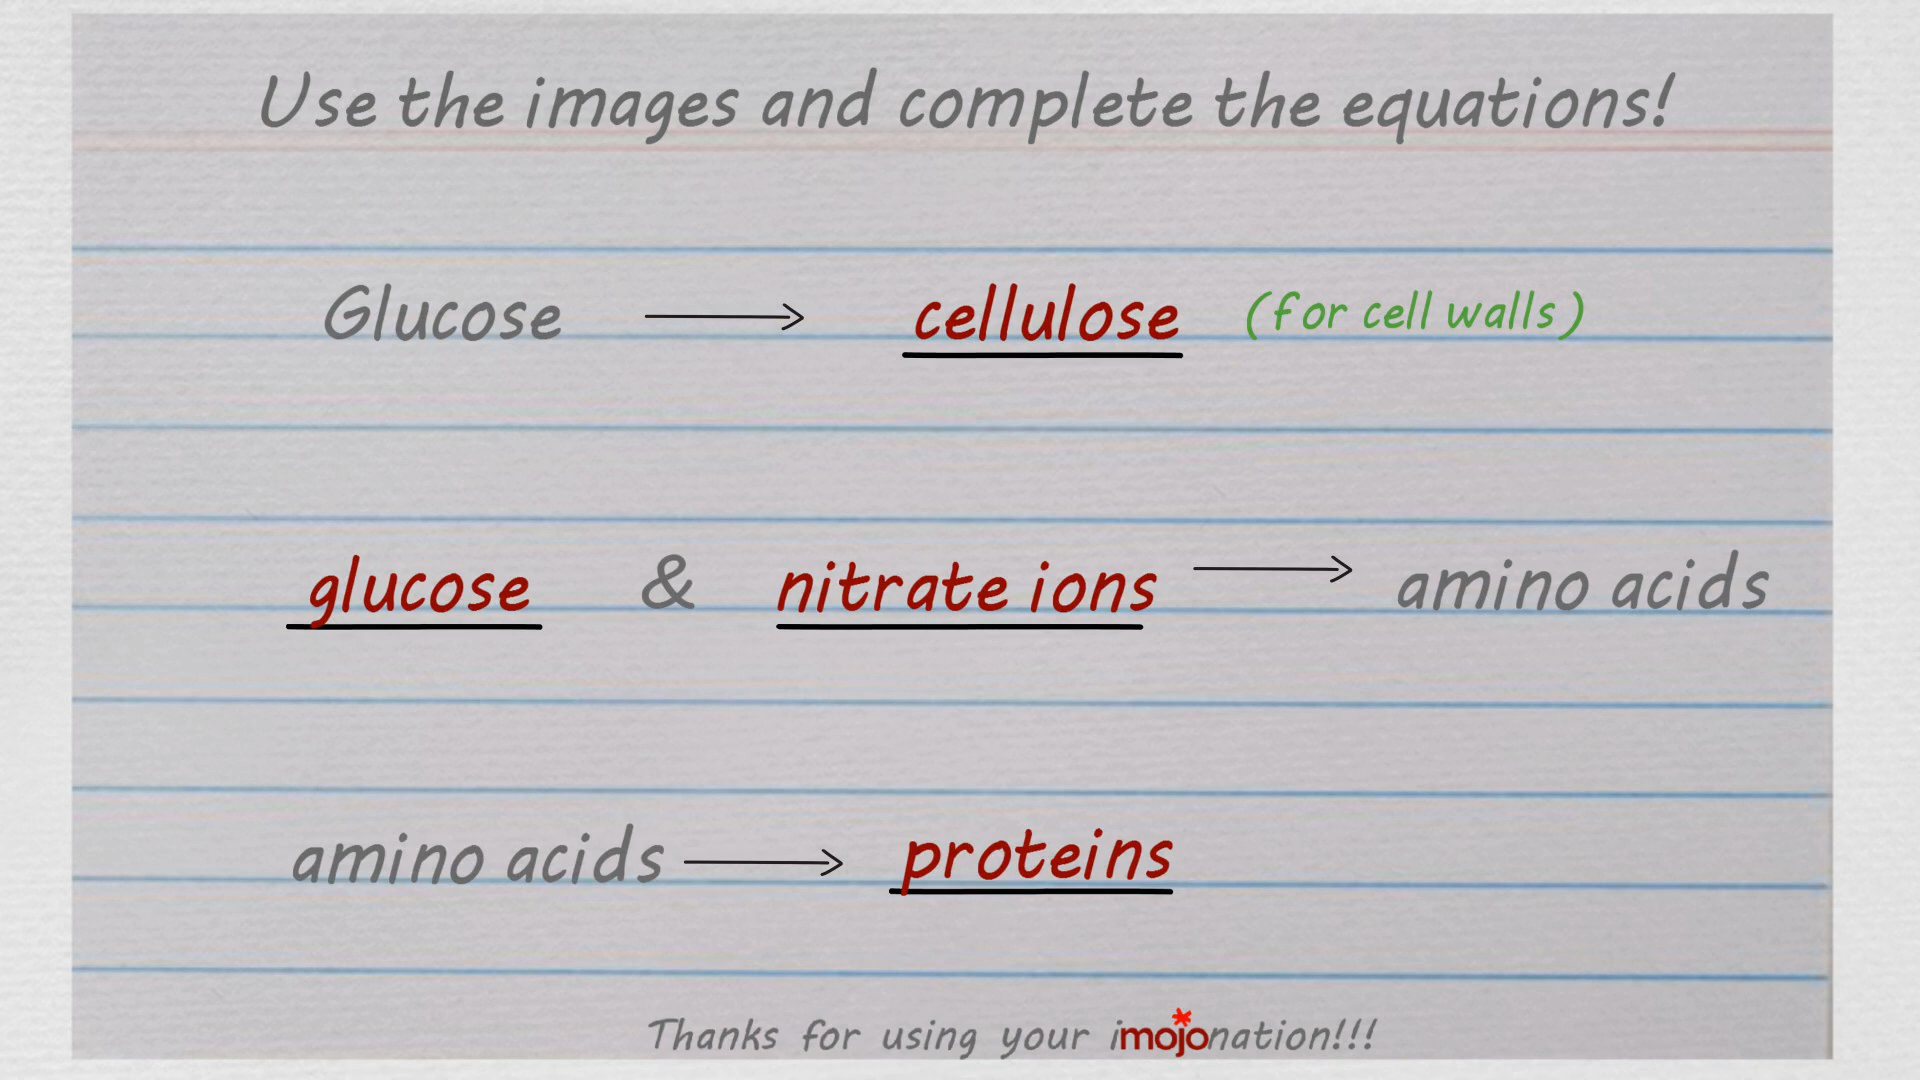 Use the images and complete the equations!
Glucose → cellulose (for cell walls)
glucose & nitrate ions → amino acids
amino acids → proteins
Thanks for using your imojonation!!!